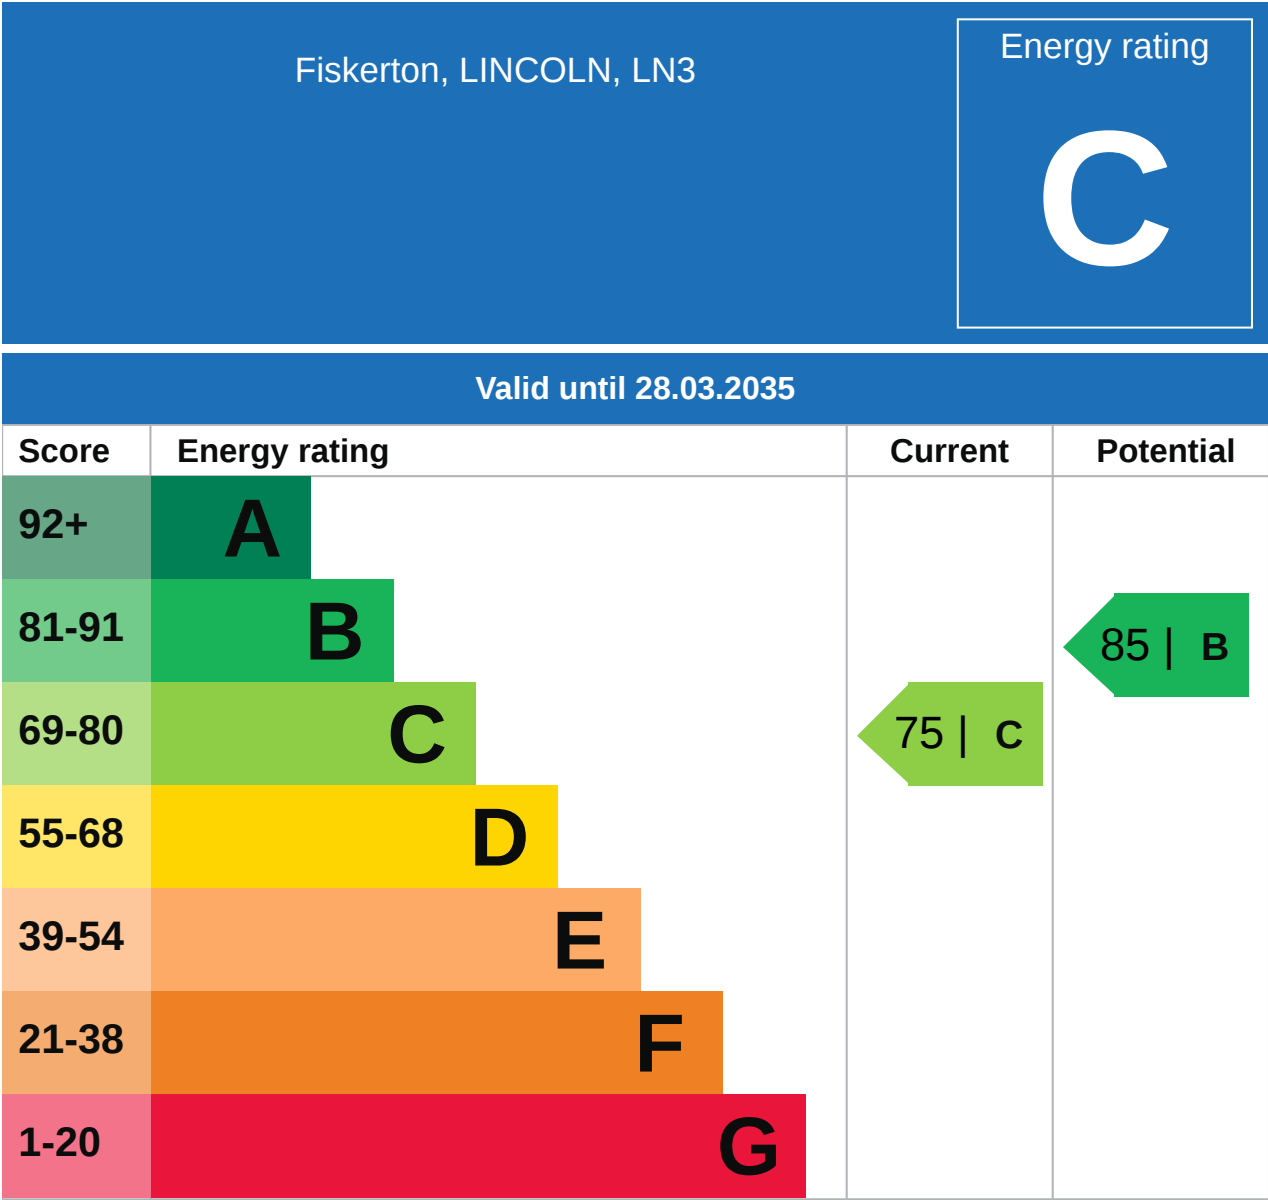 Fiskerton, LINCOLN, LN3
Energy rating
C
Valid until 28.03.2035
Score Energy rating Current Potential
92+ A
81-91 B 85 | B
69-80 C 75 | C
55-68 D
39-54 E
21-38 F
1-20 G